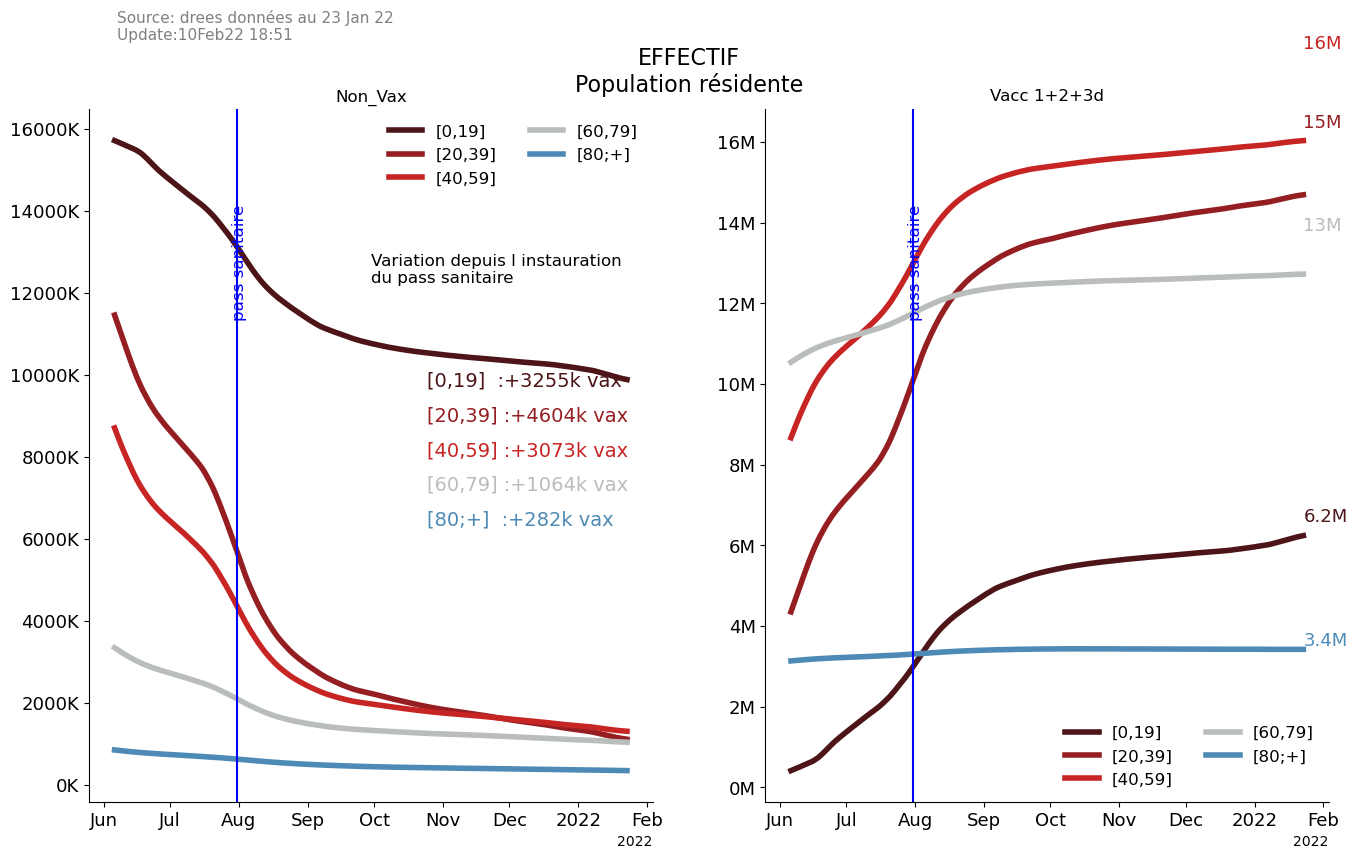 Source: drees données au 23 Jan 22
Update:10Feb22 18:51
EFFECTIF
Population résidente
Non_Vax
16000K
14000K
12000K
10000K
8000K
6000K
4000K
2000K
0K
[0,19]
[20,39]
[40,59]
[60,79]
[80;+]
pass sanitaire
Variation depuis l instauration
du pass sanitaire
[0,19] :+3255k vax
[20,39] :+4604k vax
[40,59] :+3073k vax
[60,79] :+1064k vax
[80;+] :+282k vax
Jun Jul Aug Sep Oct Nov Dec 2022 Feb
2022
Vacc 1+2+3d
16M
14M
12M
10M
8M
6M
4M
2M
0M
pass sanitaire
16M
15M
13M
6.2M
3.4M
[0,19]
[20,39]
[40,59]
[60,79]
[80;+]
Jun Jul Aug Sep Oct Nov Dec 2022 Feb
2022